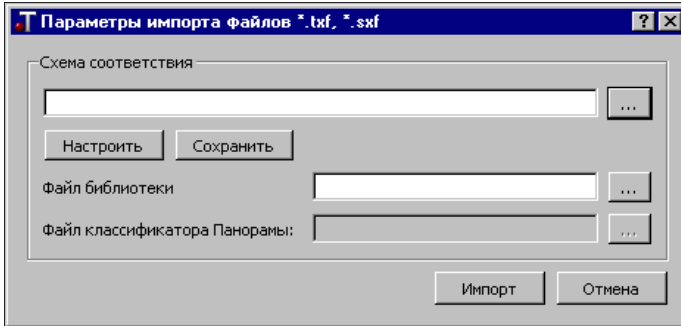 Параметры импорта файлов *.txf, *.sxf
Схема соответствия
...
Настроить Сохранить
Файл библиотеки ...
Файл классификатора Панорамы: ...
Импорт Отмена